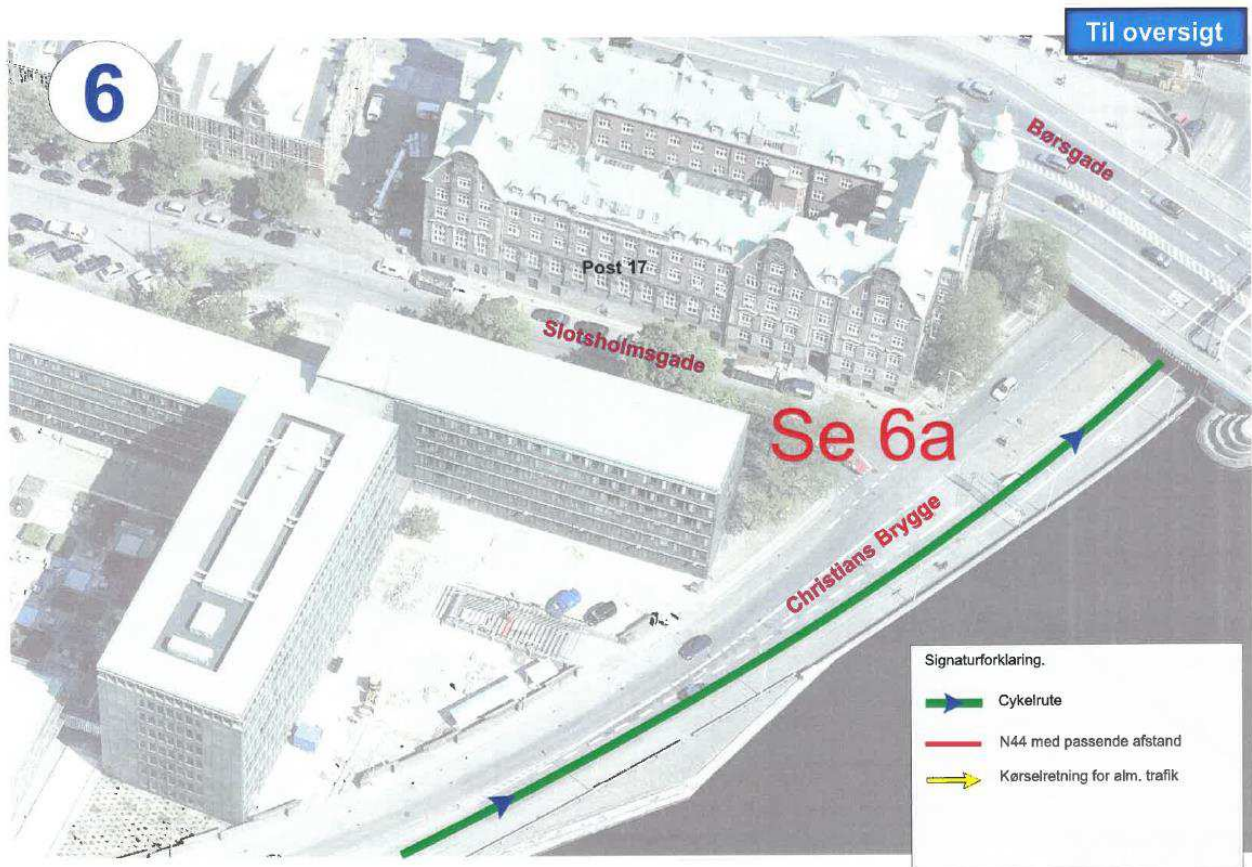 Til oversigt
6
Børsgade
Post 17
Slotsholmsgade
Se 6a
Christians Brygge
Signaturforklaring.
Cykelrute
N44 med passende afstand
Kørselretning for alm. trafik